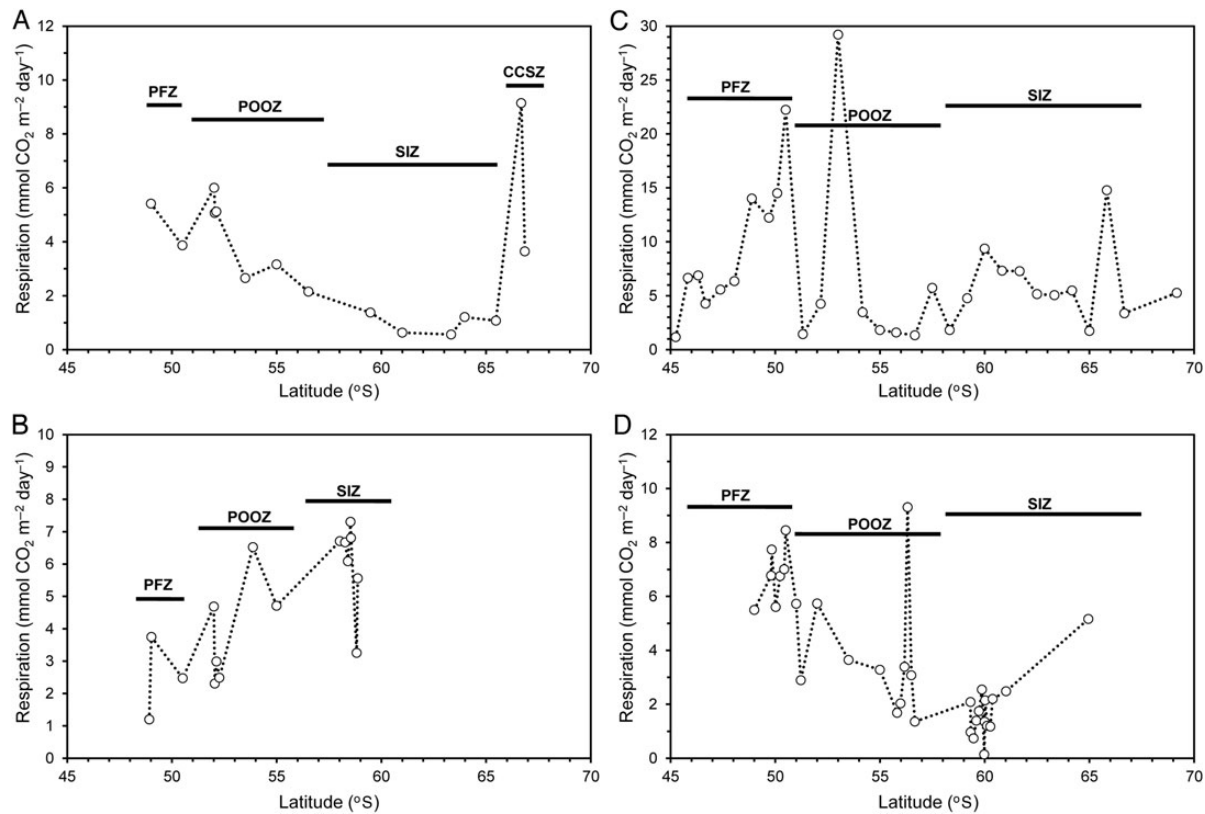 A
12
10
8
6
4
2
0
Respiration (mmol CO₂ m⁻² day⁻¹)
PFZ
POOZ
SIZ
CCSZ
45 50 55 60 65 70
Latitude (°S)
C
30
25
20
15
10
5
0
Respiration (mmol CO₂ m⁻² day⁻¹)
PFZ
POOZ
SIZ
45 50 55 60 65 70
Latitude (°S)
B
10
9
8
7
6
5
4
3
2
1
0
Respiration (mmol CO₂ m⁻² day⁻¹)
PFZ
POOZ
SIZ
45 50 55 60 65 70
Latitude (°S)
D
12
10
8
6
4
2
0
Respiration (mmol CO₂ m⁻² day⁻¹)
PFZ
POOZ
SIZ
45 50 55 60 65 70
Latitude (°S)